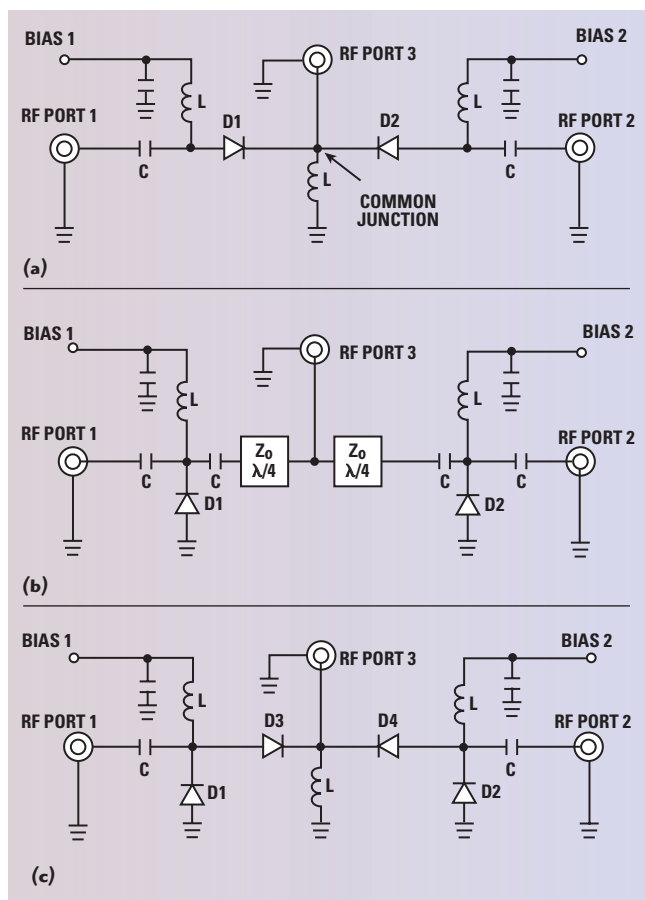 BIAS 1
RF PORT 3
BIAS 2
L
L
RF PORT 1
D1
D2
RF PORT 2
C
L
C
COMMON
JUNCTION
(a)
BIAS 1
RF PORT 3
BIAS 2
L
L
RF PORT 1
RF PORT 2
Z0
λ/4
Z0
λ/4
C
C
C
C
D1
D2
(b)
BIAS 1
RF PORT 3
BIAS 2
L
L
RF PORT 1
D3
D4
RF PORT 2
C
L
C
D1
D2
(c)